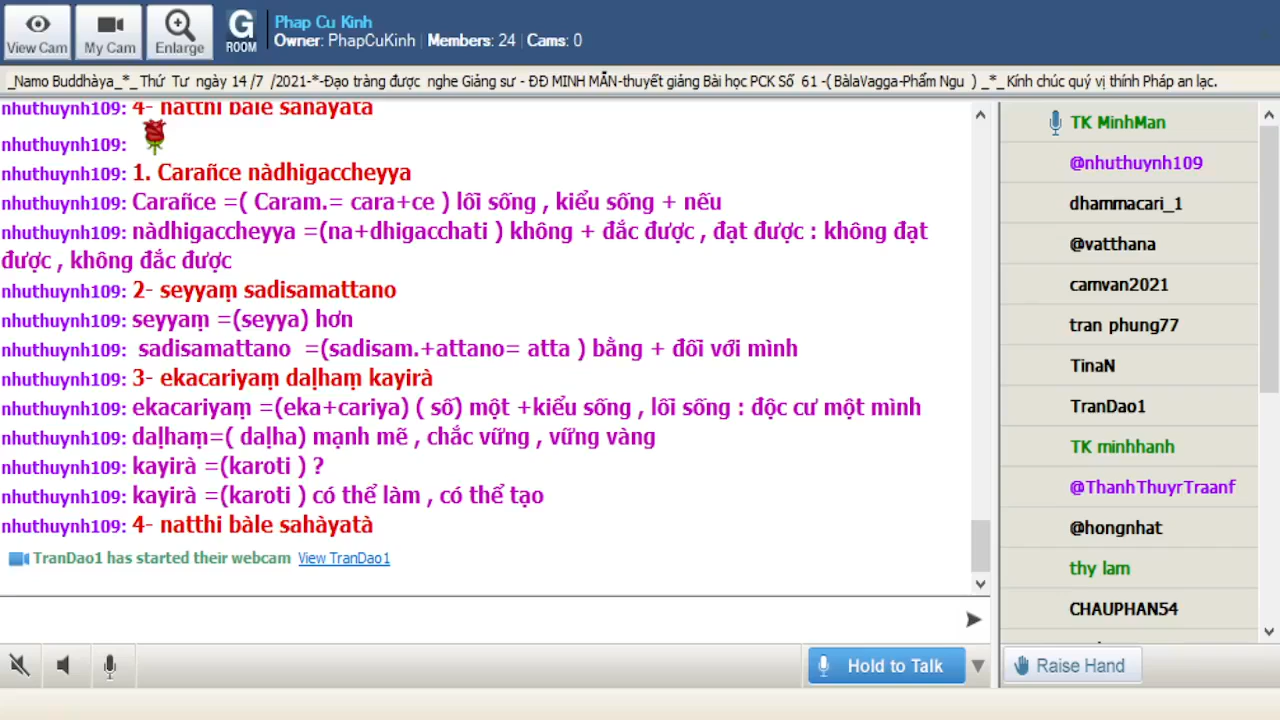 View Cam
My Cam
Enlarge
G
ROOM
Phap Cu Kinh
Owner: PhapCuKinh | Members: 24 | Cams: 0
_Namo Buddhàya_*_Thứ Tư ngày 14 /7 /2021-*-Đạo tràng được nghe Giảng sư - ĐĐ MINH MẪN-thuyết giảng Bài học PCK Số 61 -( BàlaVagga-Phẩm Ngu ) _*_ Kính chúc quý vị thính Pháp an lạc.
nhuthuynh109: 4- natthi bàle sahàyatà
nhuthuynh109:
nhuthuynh109: 1. Carañce nàdhigaccheyya
nhuthuynh109: Carañce =( Caram.= cara+ce ) lối sống , kiểu sống + nếu
nhuthuynh109: nàdhigaccheyya =(na+dhigacchati ) không + đắc được , đạt được : không đạt
được , không đắc được
nhuthuynh109: 2- seyyaṃ sadisamattano
nhuthuynh109: seyyaṃ =(seyya) hơn
nhuthuynh109: sadisamattano =(sadisam.+attano= atta ) bằng + đối với mình
nhuthuynh109: 3- ekacariyaṃ daḷhaṃ kayirà
nhuthuynh109: ekacariyaṃ =(eka+cariya) ( số) một +kiểu sống , lối sống : độc cư một mình
nhuthuynh109: daḷhaṃ=( daḷha) mạnh mẽ , chắc vững , vững vàng
nhuthuynh109: kayirà =(karoti ) ?
nhuthuynh109: kayirà =(karoti ) có thể làm , có thể tạo
nhuthuynh109: 4- natthi bàle sahàyatà
TranDao1 has started their webcam View TranDao1
TK MinhMan
@nhuthuynh109
dhammacari_1
@vatthana
camvan2021
tran phung77
TinaN
TranDao1
TK minhhanh
@ThanhThuyrTraanf
@hongnhat
thy lam
CHAUPHAN54
Hold to Talk
Raise Hand